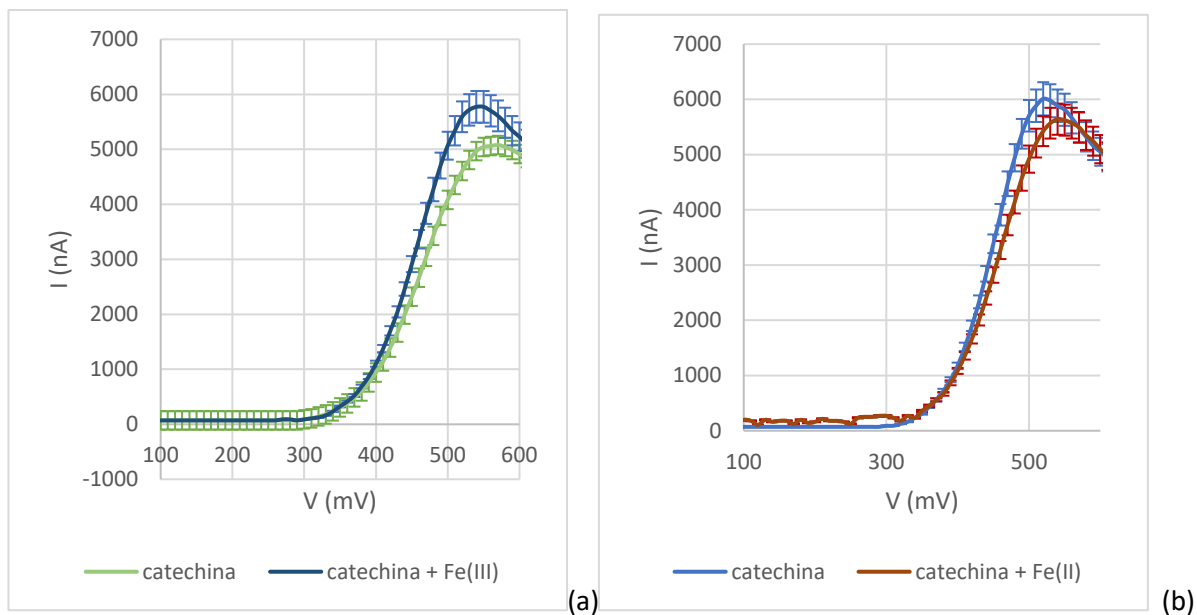 7000
6000
5000
4000
3000
2000
1000
0
-1000
I (nA)
100 200 300 400 500 600
V (mV)
catechina catechina + Fe(III)
(a)
7000
6000
5000
4000
3000
2000
1000
0
I (nA)
100 300 500
V (mV)
catechina catechina + Fe(II)
(b)